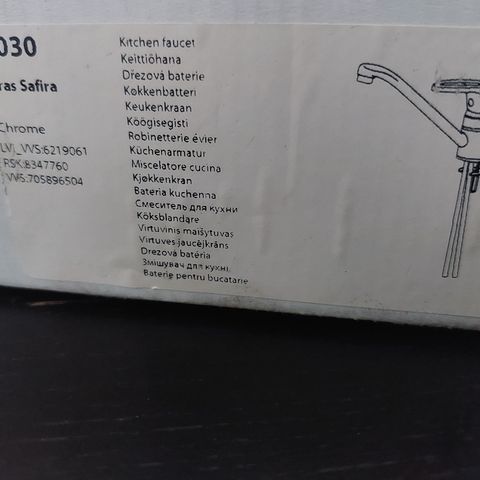 030
ras Safira
Chrome
LVI_VVS:6219061
RSK:8347760
VVS:705896504
Kitchen faucet
Keittiöhana
Dřezová baterie
Køkkenbatteri
Keukenkraan
Köögisegisti
Robinetterie évier
Küchenarmatur
Miscelatore cucina
Kjøkkenkran
Bateria kuchenna
Смеситель для кухни
Köksblandare
Virtuvinis maišytuvas
Virtuves jaucējkrāns
Drezová batéria
Змішувач для кухні
Baterie pentru bucatarie